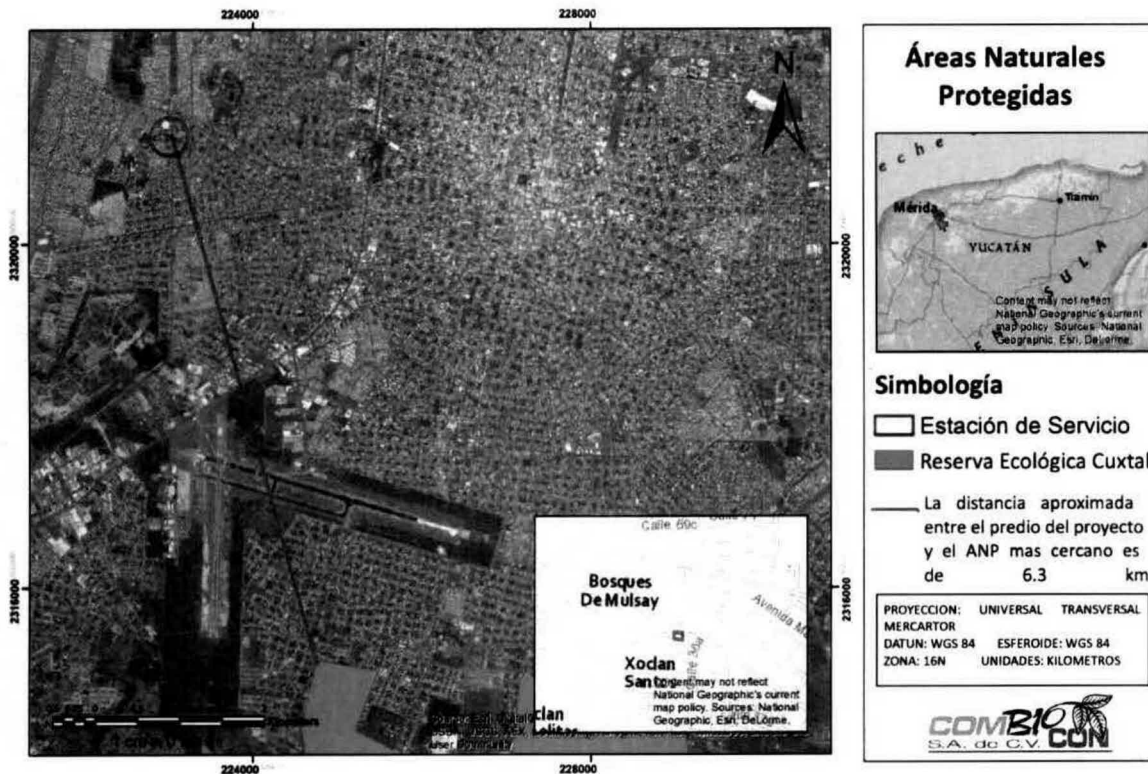 224000
228000
Áreas Naturales
Protegidas
N
eche
Mérida
Tizimín
YUCATÁN
Content may not reflect
National Geographic's current
map policy. Sources: National
Geographic, Esri, DeLorme,
2320000
2320000
Simbología
Estación de Servicio
Reserva Ecológica Cuxtal
La distancia aproximada
entre el predio del proyecto
y el ANP mas cercano es
de 6.3 km
2316000
2316000
Calle 69c
Bosques
De Mulsay
Avenida
Xoclan
Santos
Content may not reflect
National Geographic's current
map policy. Sources: National
Geographic, Esri, DeLorme,
PROYECCION: UNIVERSAL TRANSVERSAL
MERCARTOR
DATUN: WGS 84 ESFEROIDE: WGS 84
ZONA: 16N UNIDADES: KILOMETROS
COMBIOCON
S.A. de C.V.
224000
228000